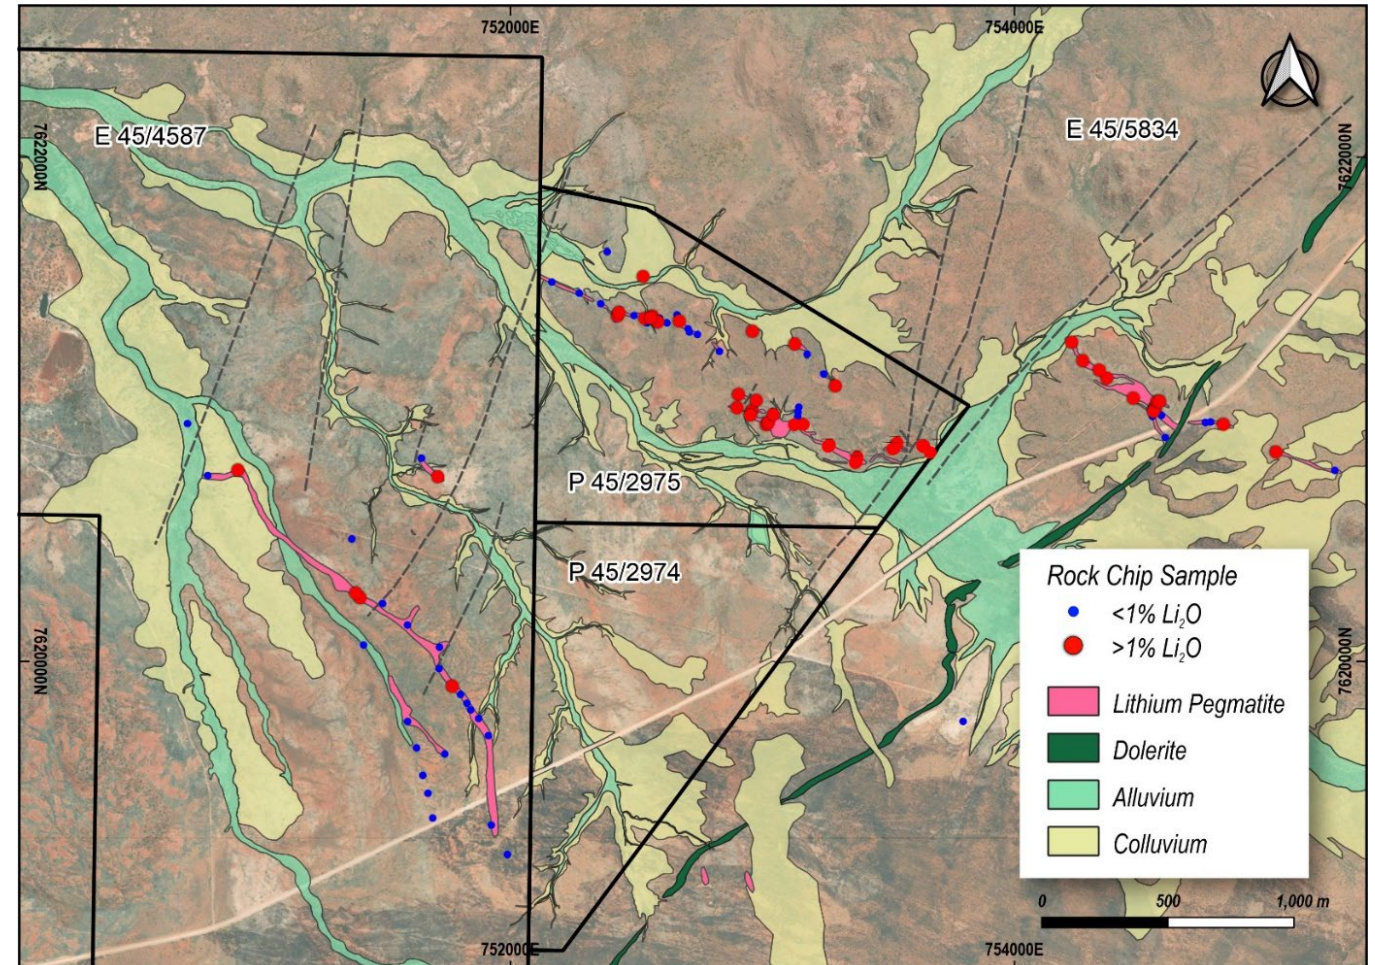 752000E
754000E
E 45/4587
E 45/5834
7622000N
7622000N
P 45/2975
P 45/2974
7620000N
7620000N
Rock Chip Sample
<1% Li₂O
>1% Li₂O
Lithium Pegmatite
Dolerite
Alluvium
Colluvium
0 500 1,000 m
752000E
754000E